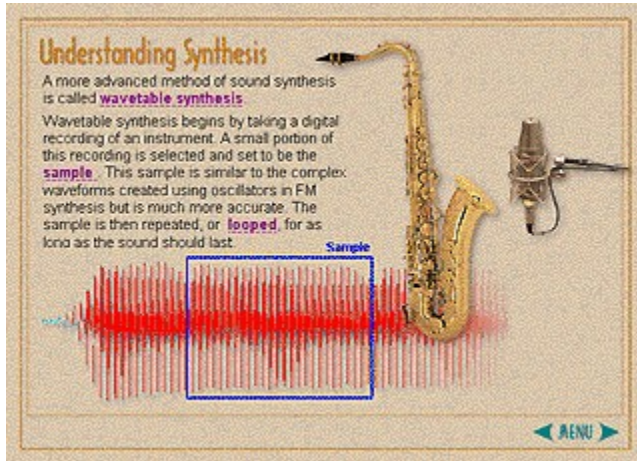 Understanding Synthesis
A more advanced method of sound synthesis
is called wavetable synthesis
Wavetable synthesis begins by taking a digital
recording of an instrument. A small portion of
this recording is selected and set to be the
sample. This sample is similar to the complex
waveforms created using oscillators in FM
synthesis but is much more accurate. The
sample is then repeated, or looped, for as
long as the sound should last.
Sample
MENU